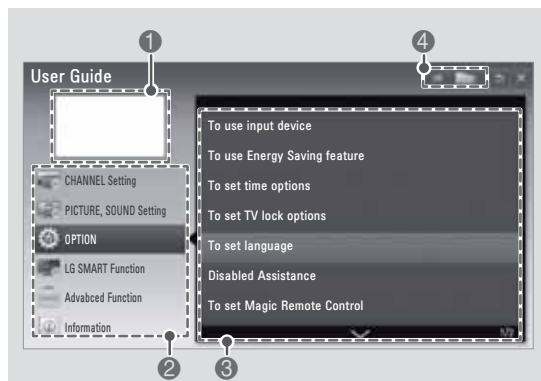 1
4
User Guide
To use input device
To use Energy Saving feature
To set time options
To set TV lock options
To set language
Disabled Assistance
To set Magic Remote Control
CHANNEL Setting
PICTURE, SOUND Setting
OPTION
LG SMART Function
Advabced Function
Information
1/2
2
3